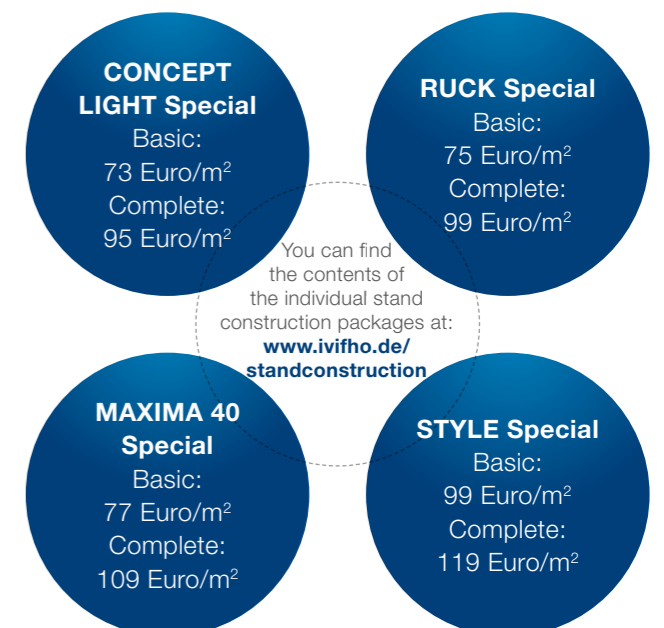 CONCEPT
LIGHT Special
Basic:
73 Euro/m²
Complete:
95 Euro/m²
RUCK Special
Basic:
75 Euro/m²
Complete:
99 Euro/m²
You can find
the contents of
the individual stand
construction packages at:
www.ivifho.de/
standconstruction
MAXIMA 40
Special
Basic:
77 Euro/m²
Complete:
109 Euro/m²
STYLE Special
Basic:
99 Euro/m²
Complete:
119 Euro/m²